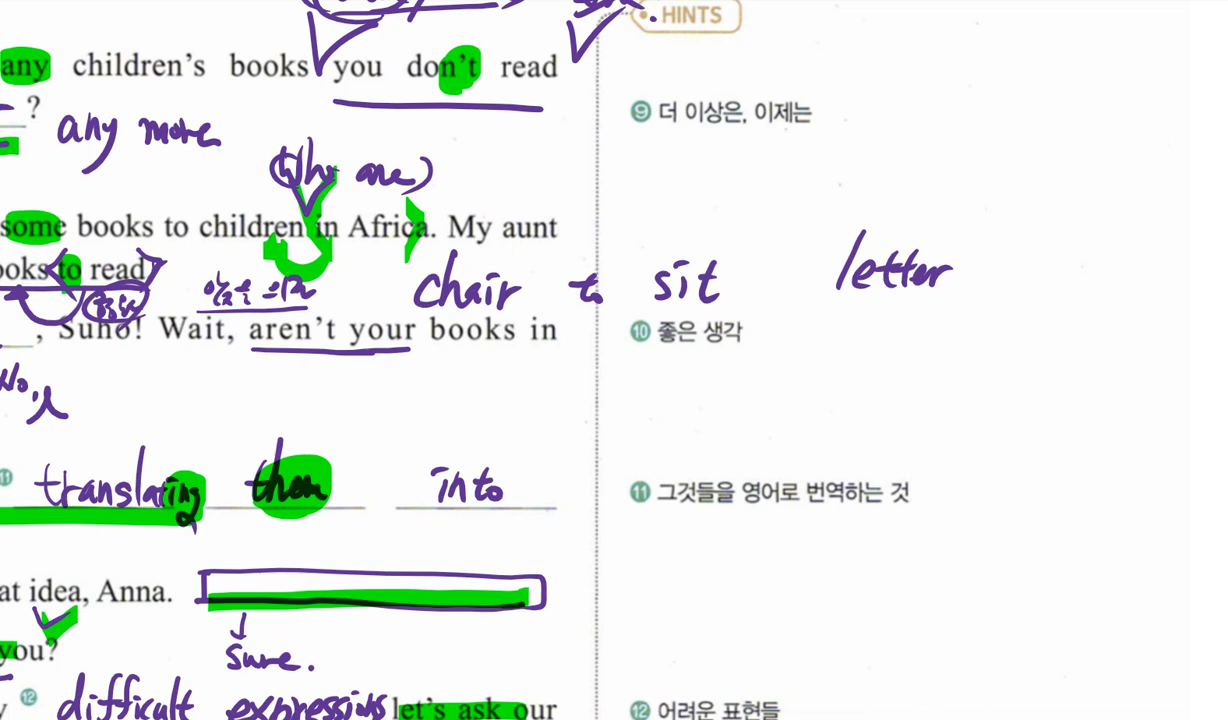 HINTS
any children's books you don't read
? any more
⑨ 더 이상은, 이제는
(Who are)
some books to children in Africa. My aunt
ooks to read
chair to sit letter
, Suho! Wait, aren't your books in
⑩ 좋은 생각
No,
⑪ translating them into
⑪ 그것들을 영어로 번역하는 것
at idea, Anna.
you?
Sure.
y ⑫ difficult expressions let's ask our
⑫ 어려운 표현들